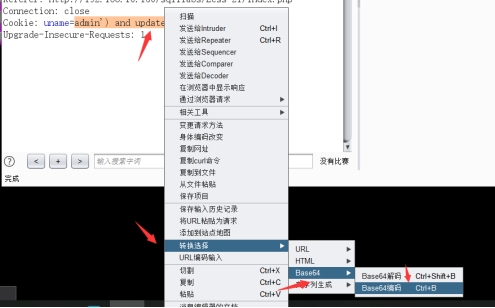 Referer: http://192.168.16.100/sqlilabs/Less-21/index.php
Connection: close
Cookie: uname=admin') and update
Upgrade-Insecure-Requests: 1
扫描
发送给Intruder Ctrl+I
发送给Repeater Ctrl+R
发送给Sequencer
发送给Comparer
发送给Decoder
在浏览器中显示响应
通过浏览器请求
相关工具
变更请求方法
身体编码改变
复制网址
复制curl命令
复制到文件
从文件粘贴
保存项目
保存输入历史记录
将URL粘贴为请求
添加到站点地图
转换选择
URL编码输入
切割 Ctrl+X
复制 Ctrl+C
粘贴 Ctrl+V
? < + > 输入搜索字词 没有比赛
完成
URL
HTML
Base64
字符列生成
Base64解码 Ctrl+Shift+B
Base64编码 Ctrl+B